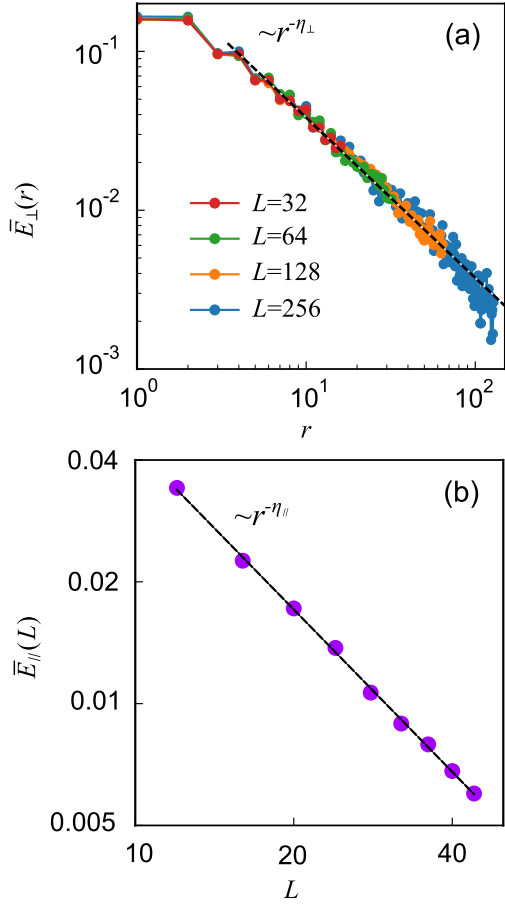 (a)
~r^-η⊥
10^-1
10^-2
10^-3
Ē⊥(r)
L=32
L=64
L=128
L=256
10^0
10^1
10^2
r
(b)
~r^-η//
0.04
0.02
0.01
0.005
Ē//(L)
10
20
40
L